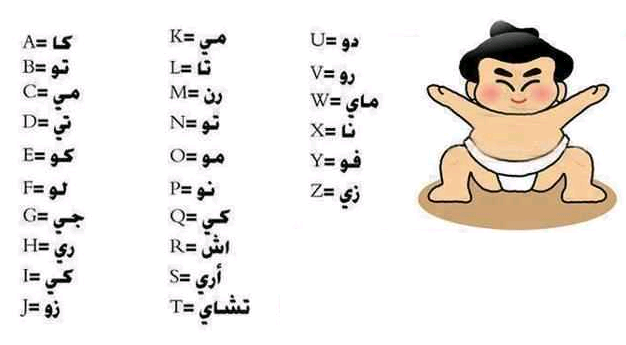 A= كا
B= تو
C= مي
D= تي
E= كو
F= لو
G= جي
H= ري
I= كي
J= زو
K= مي
L= تا
M= رن
N= تو
O= مو
P= نو
Q= كي
R= اش
S= أري
T= تشاي
U= دو
V= رو
W= ماي
X= نا
Y= فو
Z= زي